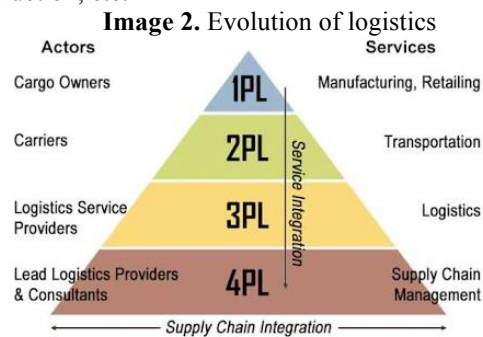 Image 2. Evolution of logistics
Actors
Services
Cargo Owners
1PL
Manufacturing, Retailing
Carriers
2PL
Transportation
Service Integration
Logistics Service
Providers
3PL
Logistics
Lead Logistics Providers
& Consultants
4PL
Supply Chain
Management
Supply Chain Integration